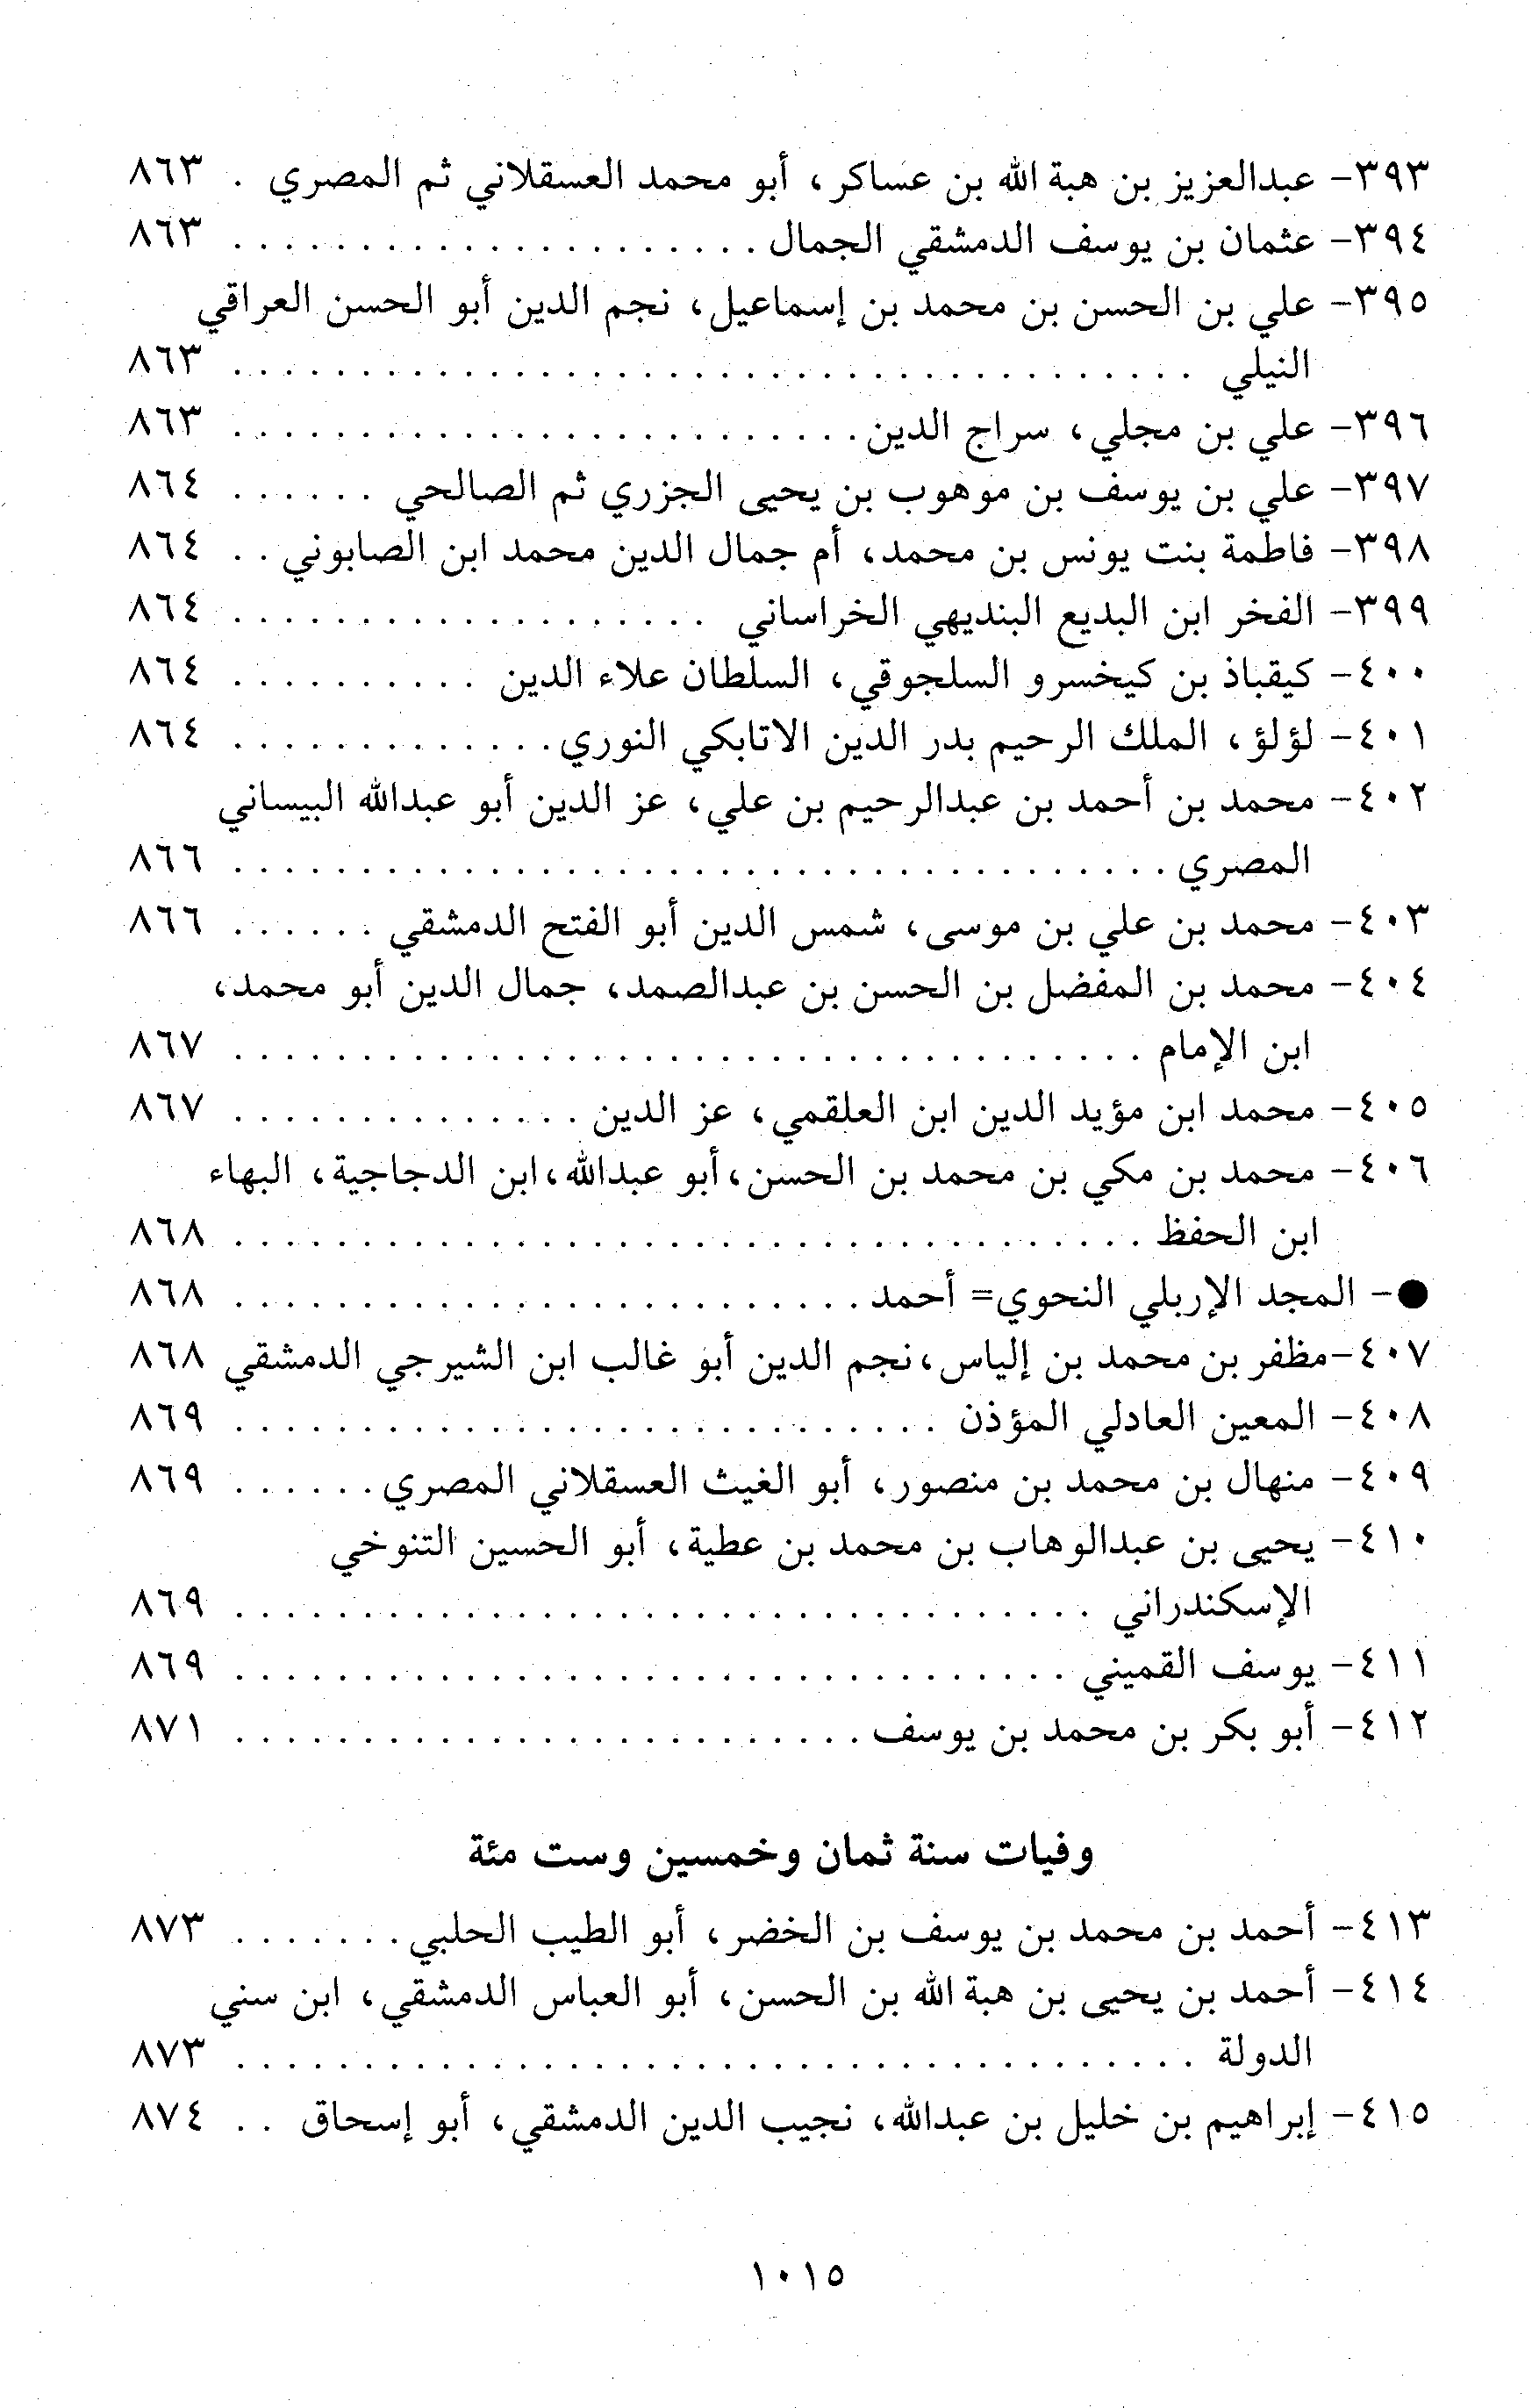 ٣٩٣- عبدالعزيز بن هبة الله بن عساكر، أبو محمد العسقلاني ثم المصري . ٨٦٣
٣٩٤- عثمان بن يوسف الدمشقي الجمال . . . . . . . . . . . . . . . . . . . . . ٨٦٣
٣٩٥- علي بن الحسن بن محمد بن إسماعيل، نجم الدين أبو الحسن العراقي
النيلي . . . . . . . . . . . . . . . . . . . . . . . . . . . . . . . . . . . . . . ٨٦٣
٣٩٦- علي بن مجلي، سراج الدين . . . . . . . . . . . . . . . . . . . . . . . . . ٨٦٣
٣٩٧- علي بن يوسف بن موهوب بن يحيى الجزري ثم الصالحي . . . . . . ٨٦٤
٣٩٨- فاطمة بنت يونس بن محمد، أم جمال الدين محمد ابن الصابوني . . ٨٦٤
٣٩٩- الفخر ابن البديع البنديهي الخراساني . . . . . . . . . . . . . . . . . . . ٨٦٤
٤٠٠- كيقباذ بن كيخسرو السلجوقي، السلطان علاء الدين . . . . . . . . . . ٨٦٤
٤٠١- لؤلؤ، الملك الرحيم بدر الدين الاتابكي النوري . . . . . . . . . . . . . ٨٦٤
٤٠٢- محمد بن أحمد بن عبدالرحيم بن علي، عز الدين أبو عبدالله البيساني
المصري . . . . . . . . . . . . . . . . . . . . . . . . . . . . . . . . . . . . . ٨٦٦
٤٠٣- محمد بن علي بن موسى، شمس الدين أبو الفتح الدمشقي . . . . . . ٨٦٦
٤٠٤- محمد بن المفضل بن الحسن بن عبدالصمد، جمال الدين أبو محمد،
ابن الإمام . . . . . . . . . . . . . . . . . . . . . . . . . . . . . . . . . . . . ٨٦٧
٤٠٥- محمد ابن مؤيد الدين ابن العلقمي، عز الدين . . . . . . . . . . . . . . ٨٦٧
٤٠٦- محمد بن مكي بن محمد بن الحسن،أبو عبدالله،ابن الدجاجية، البهاء
ابن الحفظ . . . . . . . . . . . . . . . . . . . . . . . . . . . . . . . . . . . . ٨٦٨
●- المجد الإربلي النحوي= أحمد . . . . . . . . . . . . . . . . . . . . . . . . . ٨٦٨
٤٠٧-مظفر بن محمد بن إلياس،نجم الدين أبو غالب ابن الشيرجي الدمشقي ٨٦٨
٤٠٨- المعين العادلي المؤذن . . . . . . . . . . . . . . . . . . . . . . . . . . . . ٨٦٩
٤٠٩- منهال بن محمد بن منصور، أبو الغيث العسقلاني المصري . . . . . . ٨٦٩
٤١٠- يحيى بن عبدالوهاب بن محمد بن عطية، أبو الحسين التنوخي
الإسكندراني . . . . . . . . . . . . . . . . . . . . . . . . . . . . . . . . . . ٨٦٩
٤١١- يوسف القميني . . . . . . . . . . . . . . . . . . . . . . . . . . . . . . . . . ٨٦٩
٤١٢- أبو بكر بن محمد بن يوسف . . . . . . . . . . . . . . . . . . . . . . . . . ٨٧١
وفيات سنة ثمان وخمسين وست مئة
٤١٣- أحمد بن محمد بن يوسف بن الخضر، أبو الطيب الحلبي . . . . . . . ٨٧٣
٤١٤- أحمد بن يحيى بن هبة الله بن الحسن، أبو العباس الدمشقي، ابن سني
الدولة . . . . . . . . . . . . . . . . . . . . . . . . . . . . . . . . . . . . . . ٨٧٣
٤١٥- إبراهيم بن خليل بن عبدالله، نجيب الدين الدمشقي، أبو إسحاق . . ٨٧٤
١٠١٥